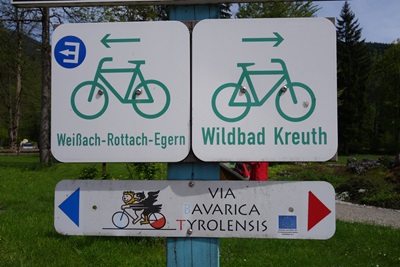 Weißach-Rottach-Egern
Wildbad Kreuth
VIA
BAVARICA
TYROLENSIS